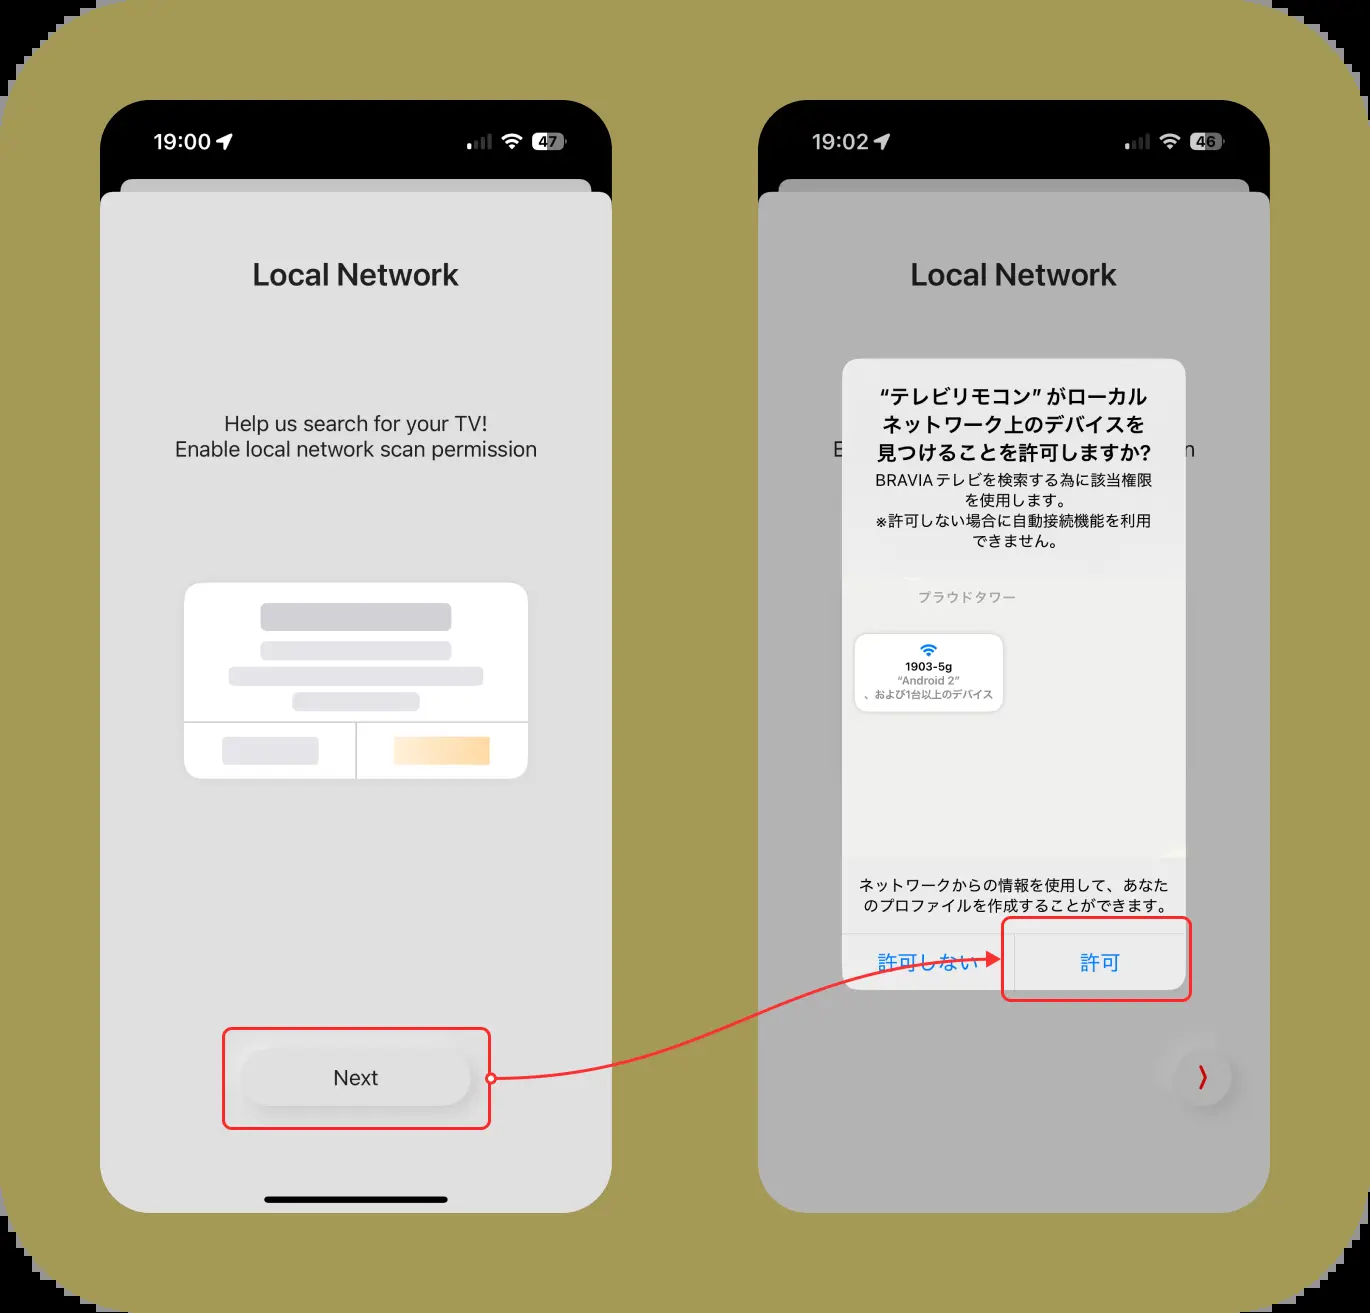 19:00
47
Local Network
Help us search for your TV!
Enable local network scan permission
Next
19:02
46
Local Network
“テレビリモコン” がローカル
ネットワーク上のデバイスを
見つけることを許可しますか?
BRAVIAテレビを検索する為に該当権限
を使用します。
※許可しない場合に自動接続機能を利用
できません。
プラウドタワー
1903-5g
“Android 2”
、および1台以上のデバイス
ネットワークからの情報を使用して、あなた
のプロファイルを作成することができます。
許可しない
許可